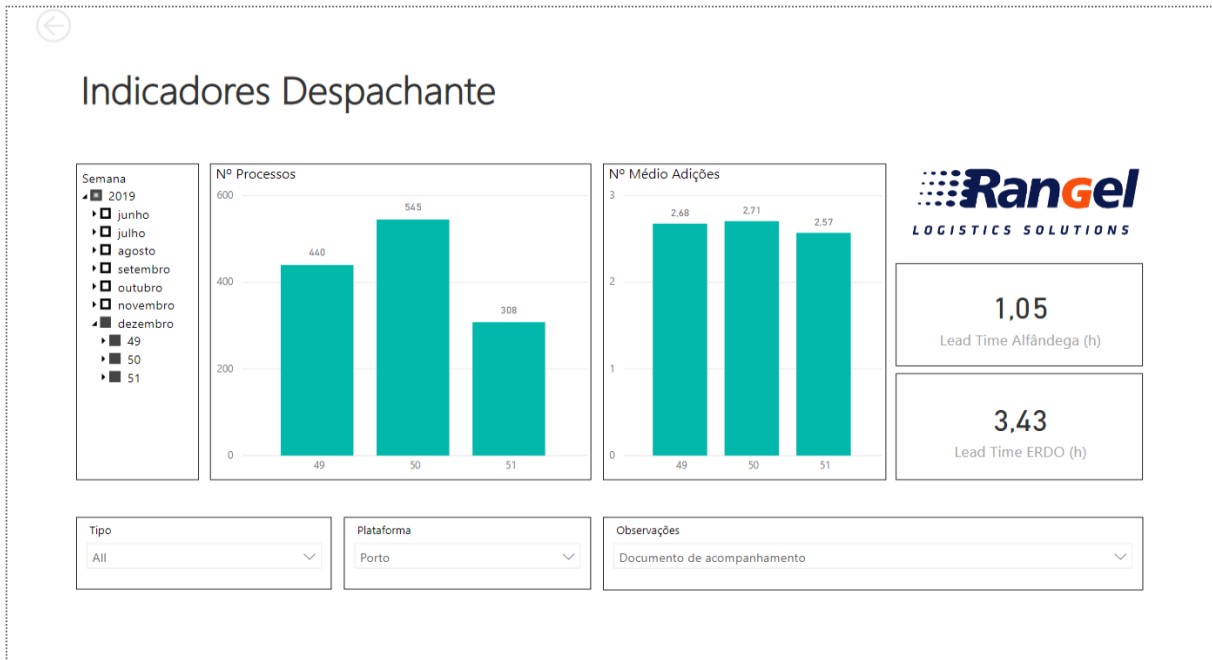 Indicadores Despachante
Semana
2019
junho
julho
agosto
setembro
outubro
novembro
dezembro
49
50
51
Nº Processos
600
400
200
0
440
545
308
49
50
51
Nº Médio Adições
3
2
1
0
2,68
2,71
2,57
49
50
51
Rangel
LOGISTICS SOLUTIONS
1,05
Lead Time Alfândega (h)
3,43
Lead Time ERDO (h)
Tipo
All
Plataforma
Porto
Observações
Documento de acompanhamento